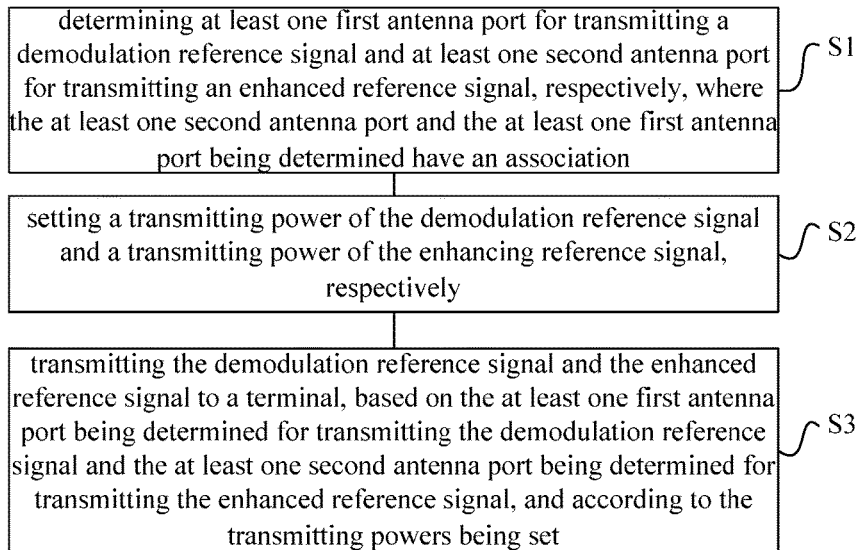 determining at least one first antenna port for transmitting a
demodulation reference signal and at least one second antenna port
for transmitting an enhanced reference signal, respectively, where
the at least one second antenna port and the at least one first antenna
port being determined have an association
S1
setting a transmitting power of the demodulation reference signal
and a transmitting power of the enhancing reference signal,
respectively
S2
transmitting the demodulation reference signal and the enhanced
reference signal to a terminal, based on the at least one first antenna
port being determined for transmitting the demodulation reference
signal and the at least one second antenna port being determined for
transmitting the enhanced reference signal, and according to the
transmitting powers being set
S3